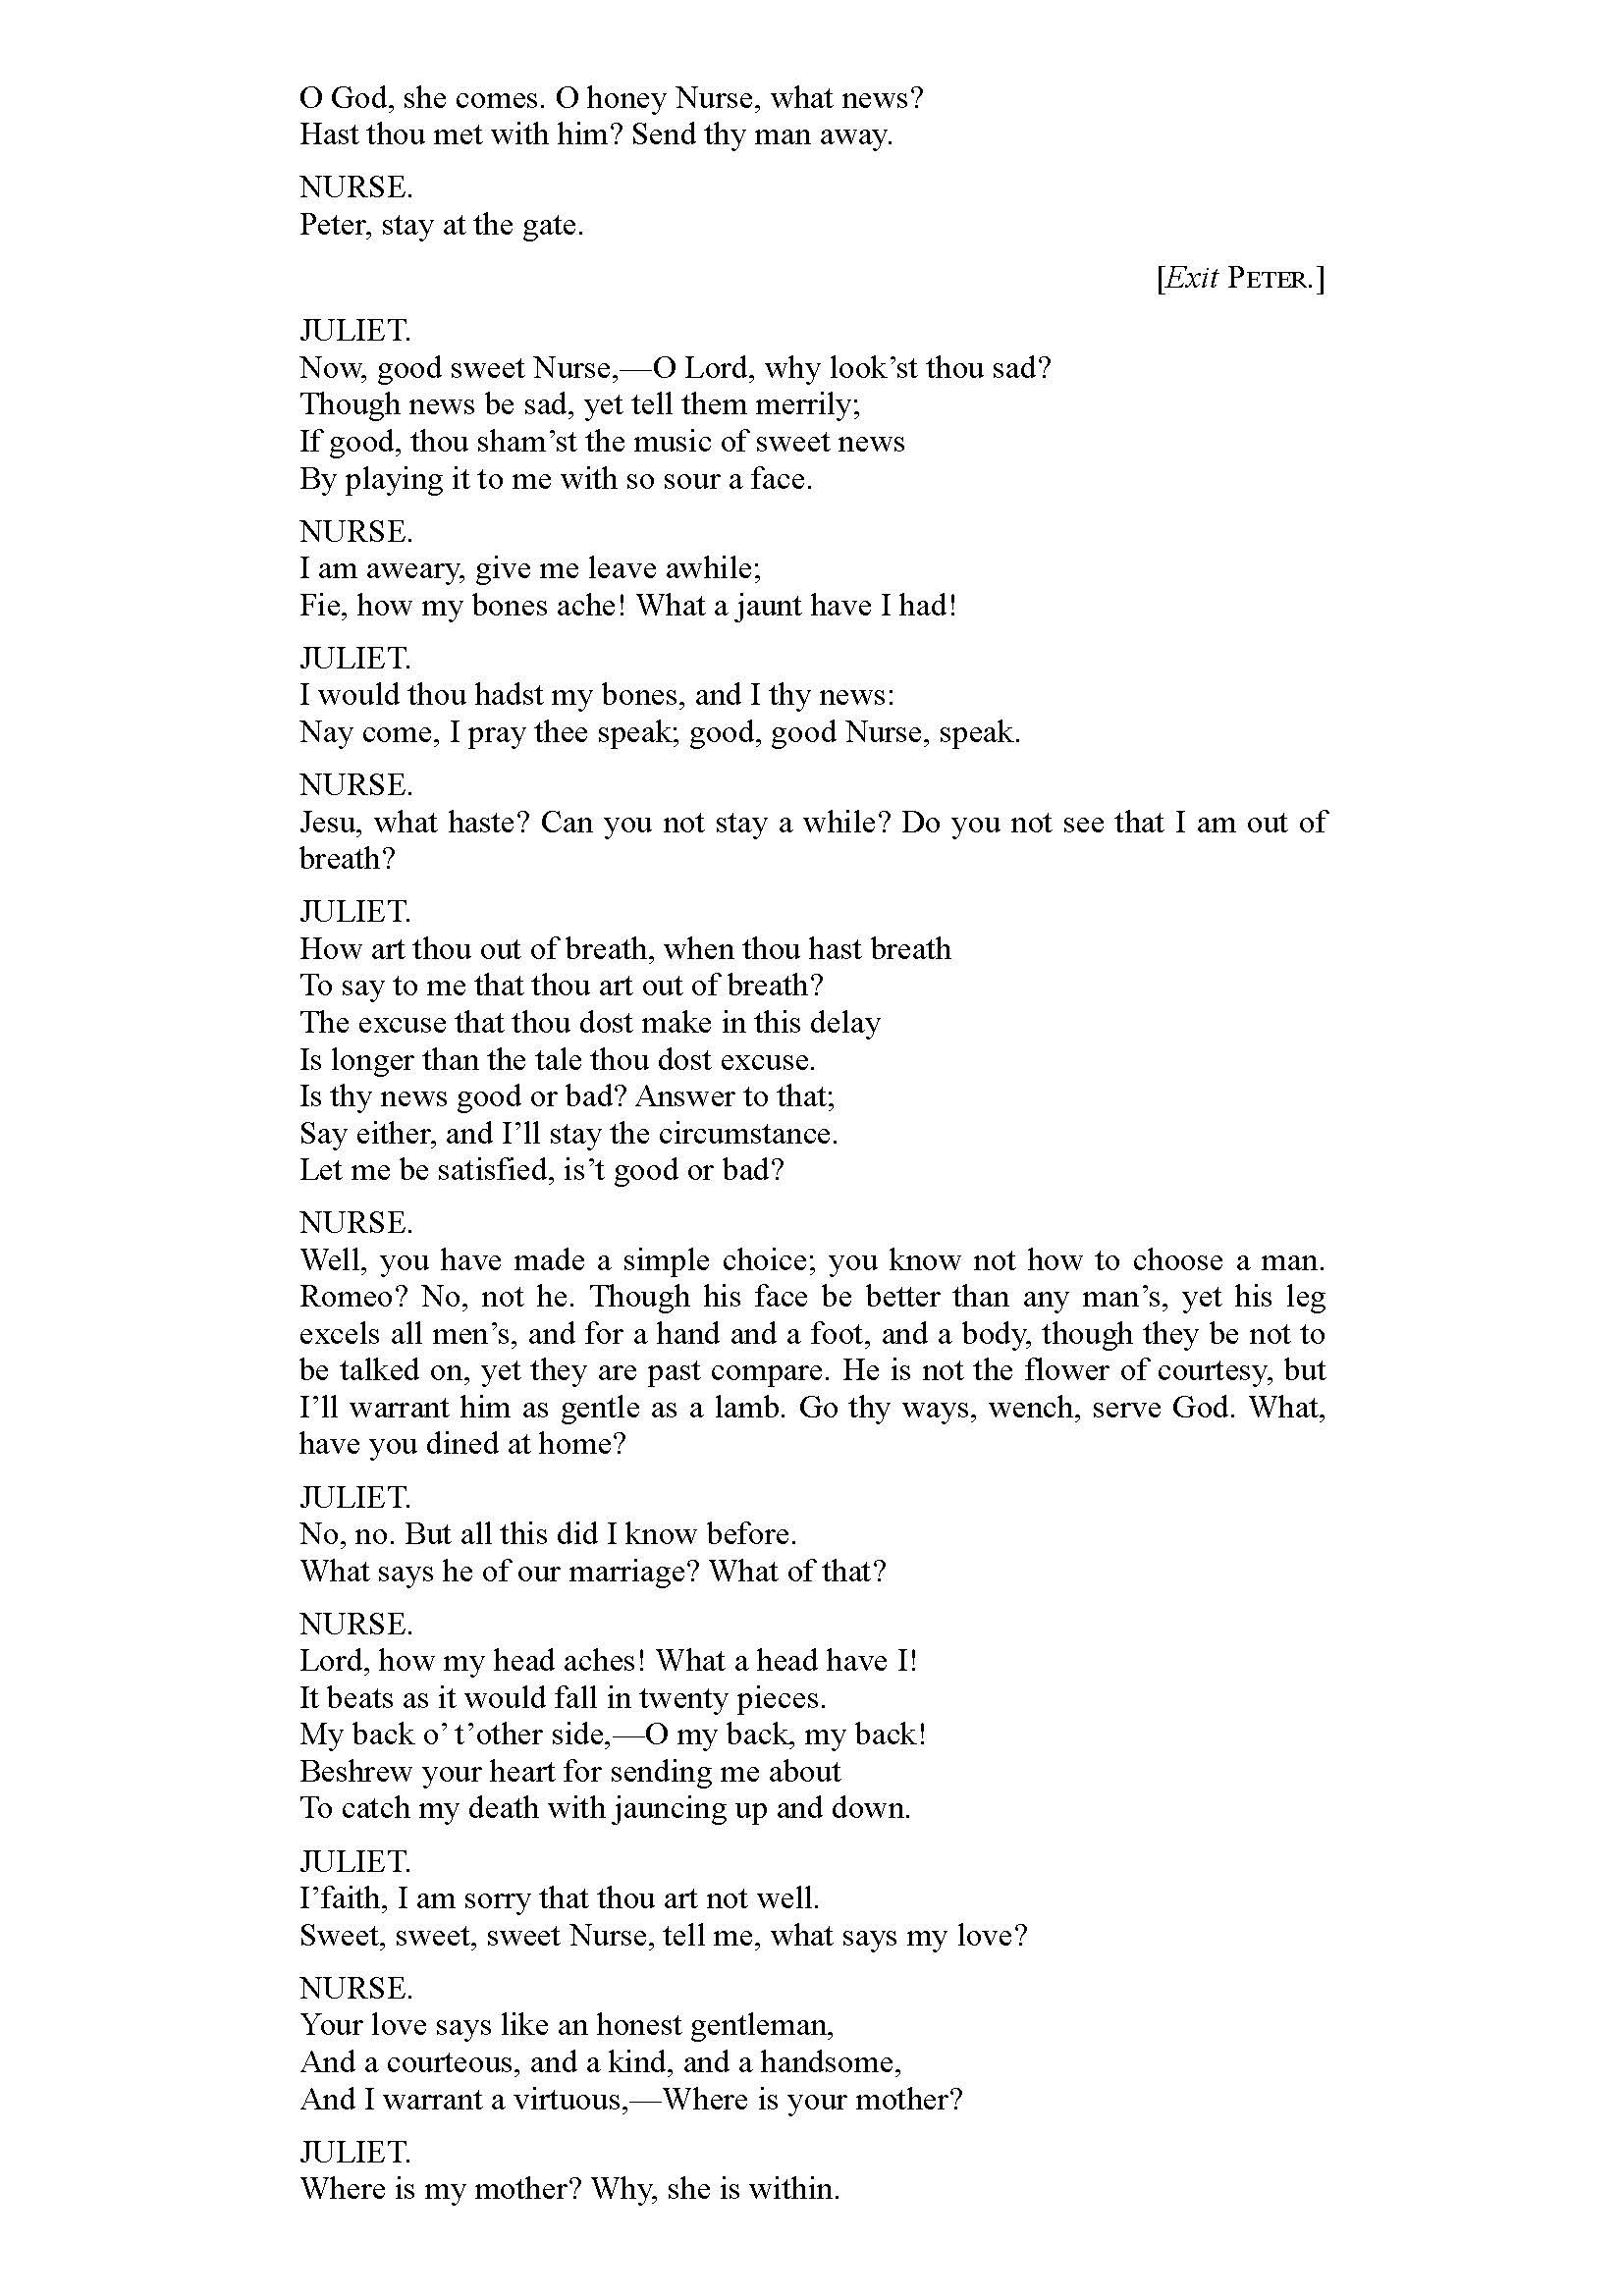 O God, she comes. O honey Nurse, what news?
Hast thou met with him? Send thy man away.
NURSE.
Peter, stay at the gate.
[Exit PETER.]
JULIET.
Now, good sweet Nurse,—O Lord, why look’st thou sad?
Though news be sad, yet tell them merrily;
If good, thou sham’st the music of sweet news
By playing it to me with so sour a face.
NURSE.
I am aweary, give me leave awhile;
Fie, how my bones ache! What a jaunt have I had!
JULIET.
I would thou hadst my bones, and I thy news:
Nay come, I pray thee speak; good, good Nurse, speak.
NURSE.
Jesu, what haste? Can you not stay a while? Do you not see that I am out of
breath?
JULIET.
How art thou out of breath, when thou hast breath
To say to me that thou art out of breath?
The excuse that thou dost make in this delay
Is longer than the tale thou dost excuse.
Is thy news good or bad? Answer to that;
Say either, and I’ll stay the circumstance.
Let me be satisfied, is’t good or bad?
NURSE.
Well, you have made a simple choice; you know not how to choose a man.
Romeo? No, not he. Though his face be better than any man’s, yet his leg
excels all men’s, and for a hand and a foot, and a body, though they be not to
be talked on, yet they are past compare. He is not the flower of courtesy, but
I’ll warrant him as gentle as a lamb. Go thy ways, wench, serve God. What,
have you dined at home?
JULIET.
No, no. But all this did I know before.
What says he of our marriage? What of that?
NURSE.
Lord, how my head aches! What a head have I!
It beats as it would fall in twenty pieces.
My back o’ t’other side,—O my back, my back!
Beshrew your heart for sending me about
To catch my death with jauncing up and down.
JULIET.
I’faith, I am sorry that thou art not well.
Sweet, sweet, sweet Nurse, tell me, what says my love?
NURSE.
Your love says like an honest gentleman,
And a courteous, and a kind, and a handsome,
And I warrant a virtuous,—Where is your mother?
JULIET.
Where is my mother? Why, she is within.